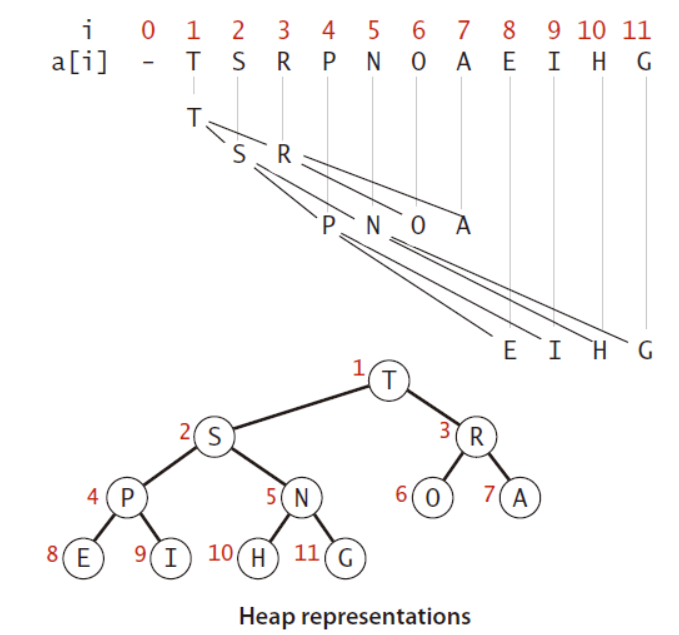 i 0 1 2 3 4 5 6 7 8 9 10 11
a[i] - T S R P N O A E I H G
T
S R
P N O A
E I H G
1 T
2 S 3 R
4 P 5 N 6 O 7 A
8 E 9 I 10 H 11 G
Heap representations